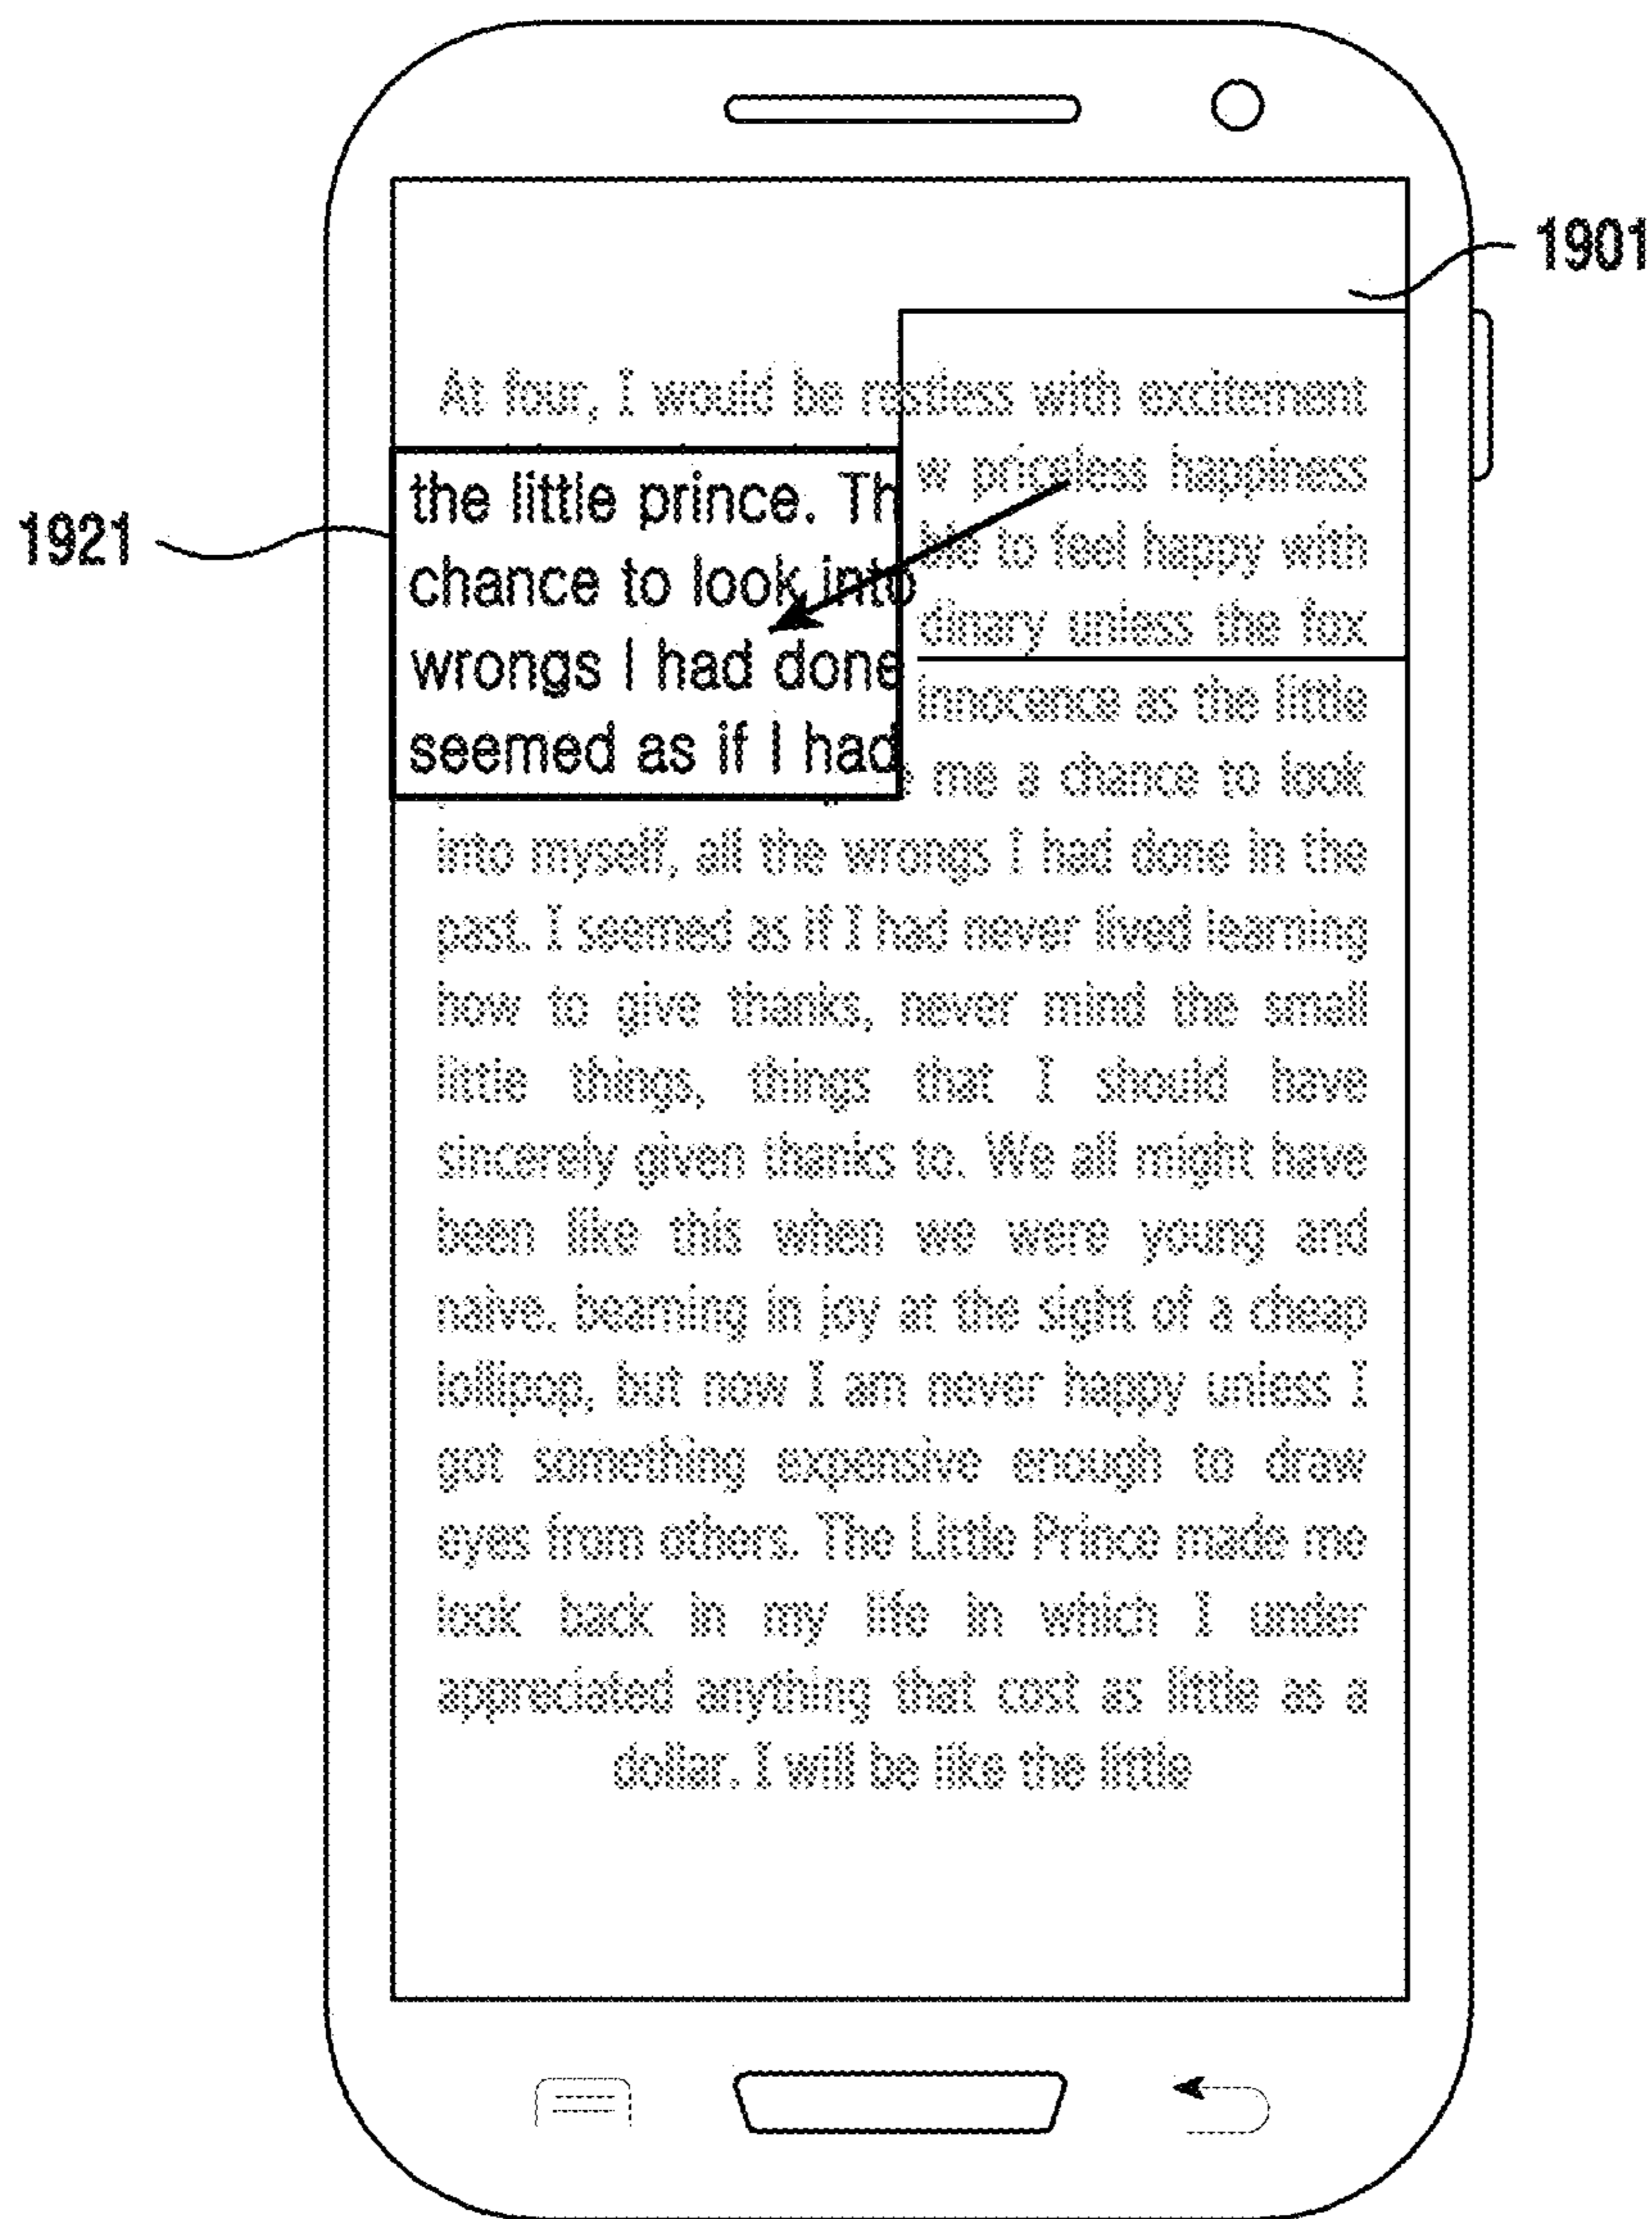 1901
At four, I would be restless with excitement
w priceless happiness
1921
the little prince. Th
ble to feel happy with
chance to look into
dinary unless the fox
wrongs I had done
innocence as the little
seemed as if I had
me a chance to look
into myself, all the wrongs I had done in the
past. I seemed as if I had never lived learning
how to give thanks, never mind the small
little things, things that I should have
sincerely given thanks to. We all might have
been like this when we were young and
naive. beaming in joy at the sight of a cheap
lollipop, but now I am never happy unless I
got something expensive enough to draw
eyes from others. The Little Prince made me
look back in my life in which I under
appreciated anything that cost as little as a
dollar. I will be like the little